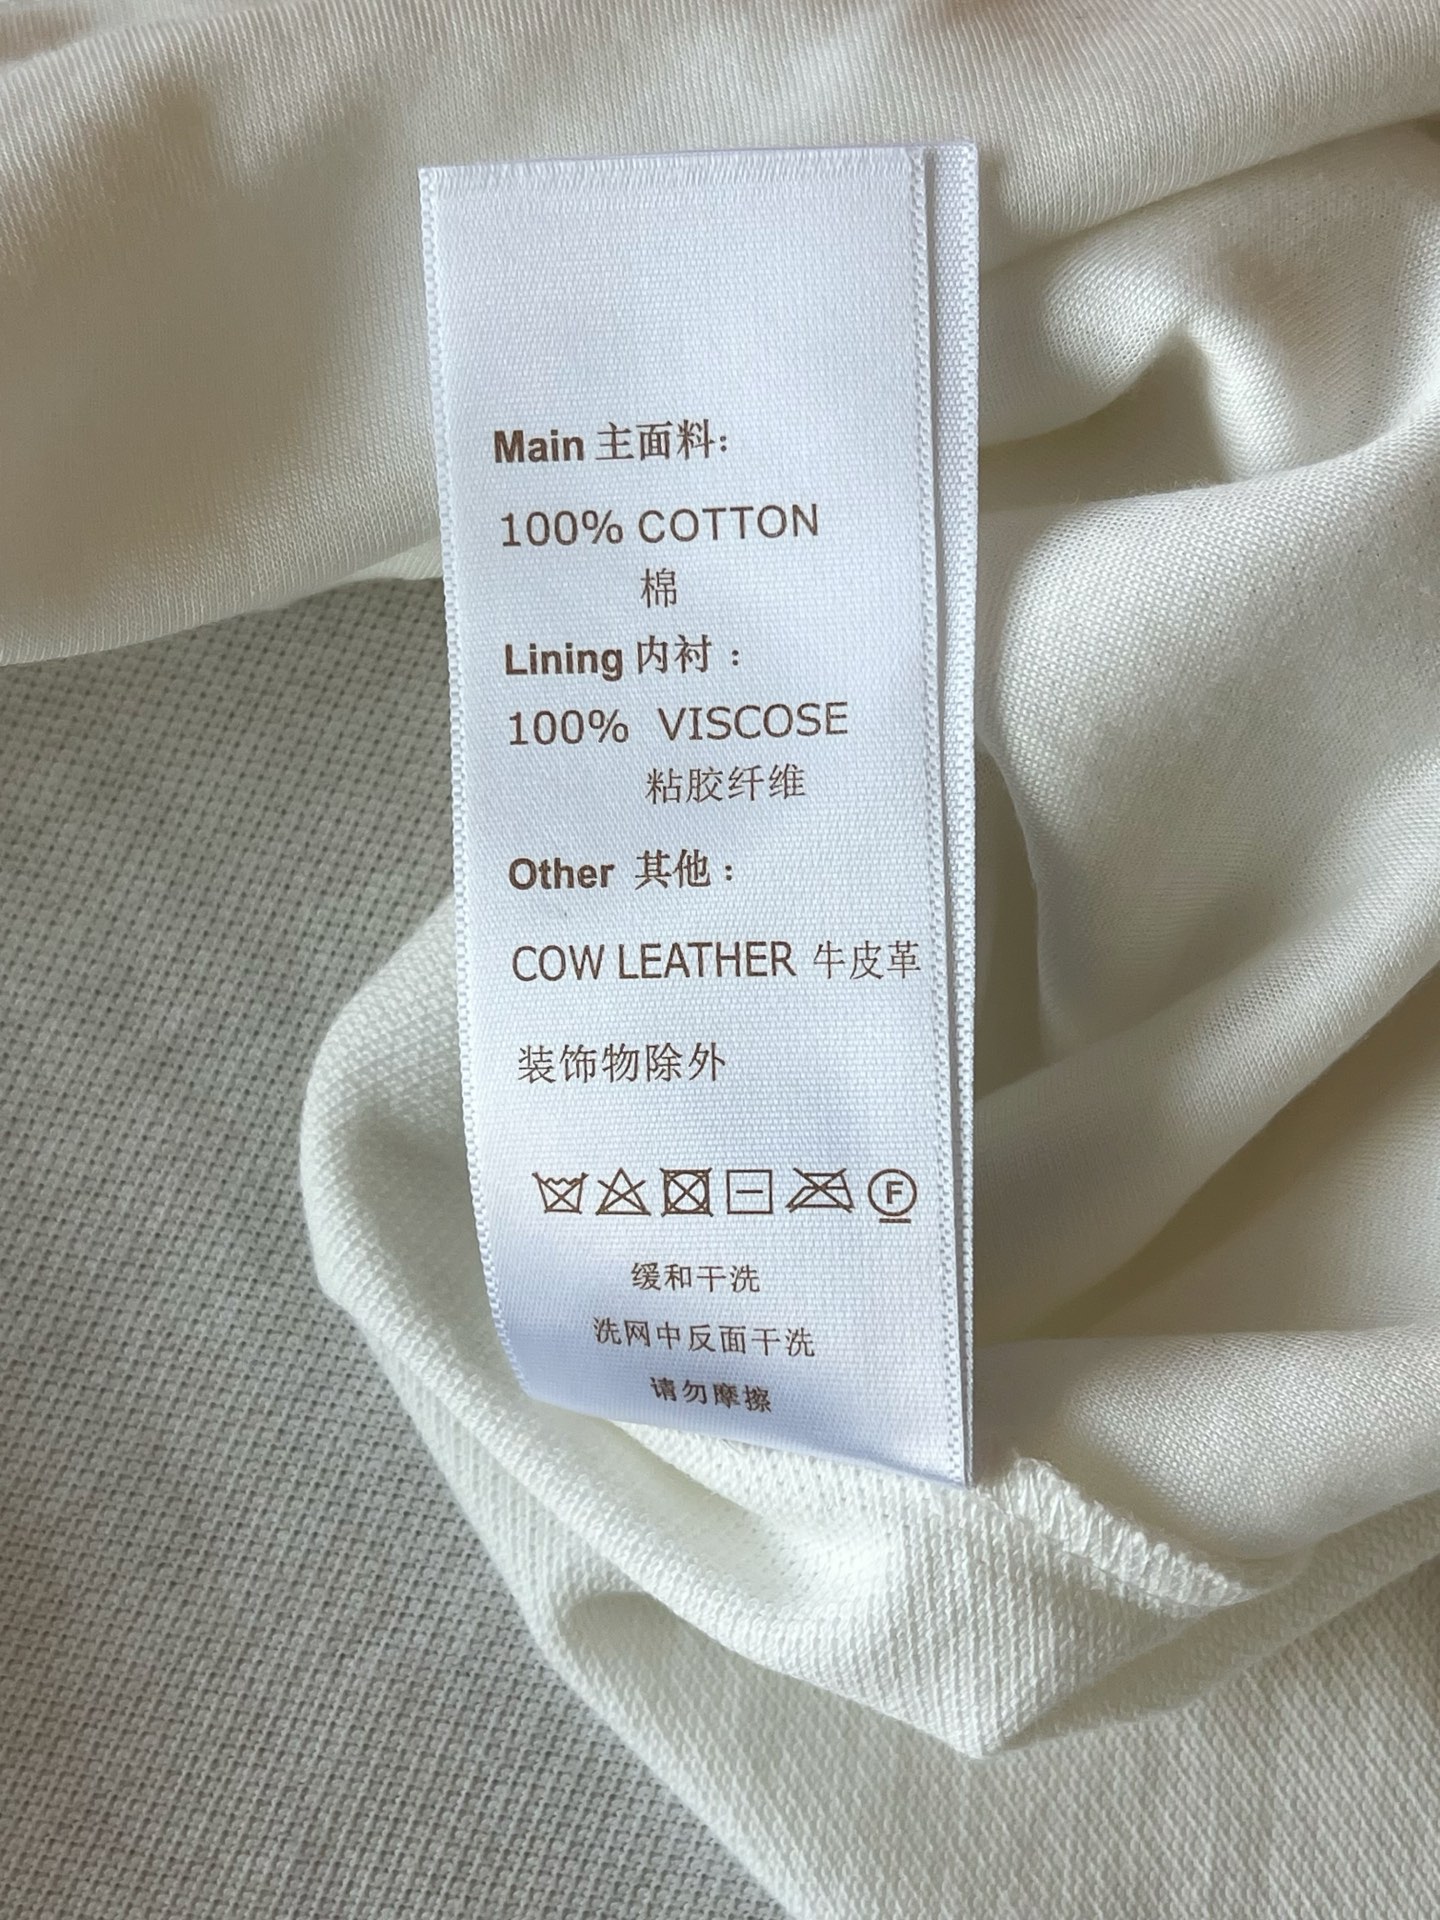 Main 主面料：
100% COTTON
棉
Lining 内衬：
100% VISCOSE
粘胶纤维
Other 其他：
COW LEATHER 牛皮革
装饰物除外
F
缓和干洗
洗网中反面干洗
请勿摩擦